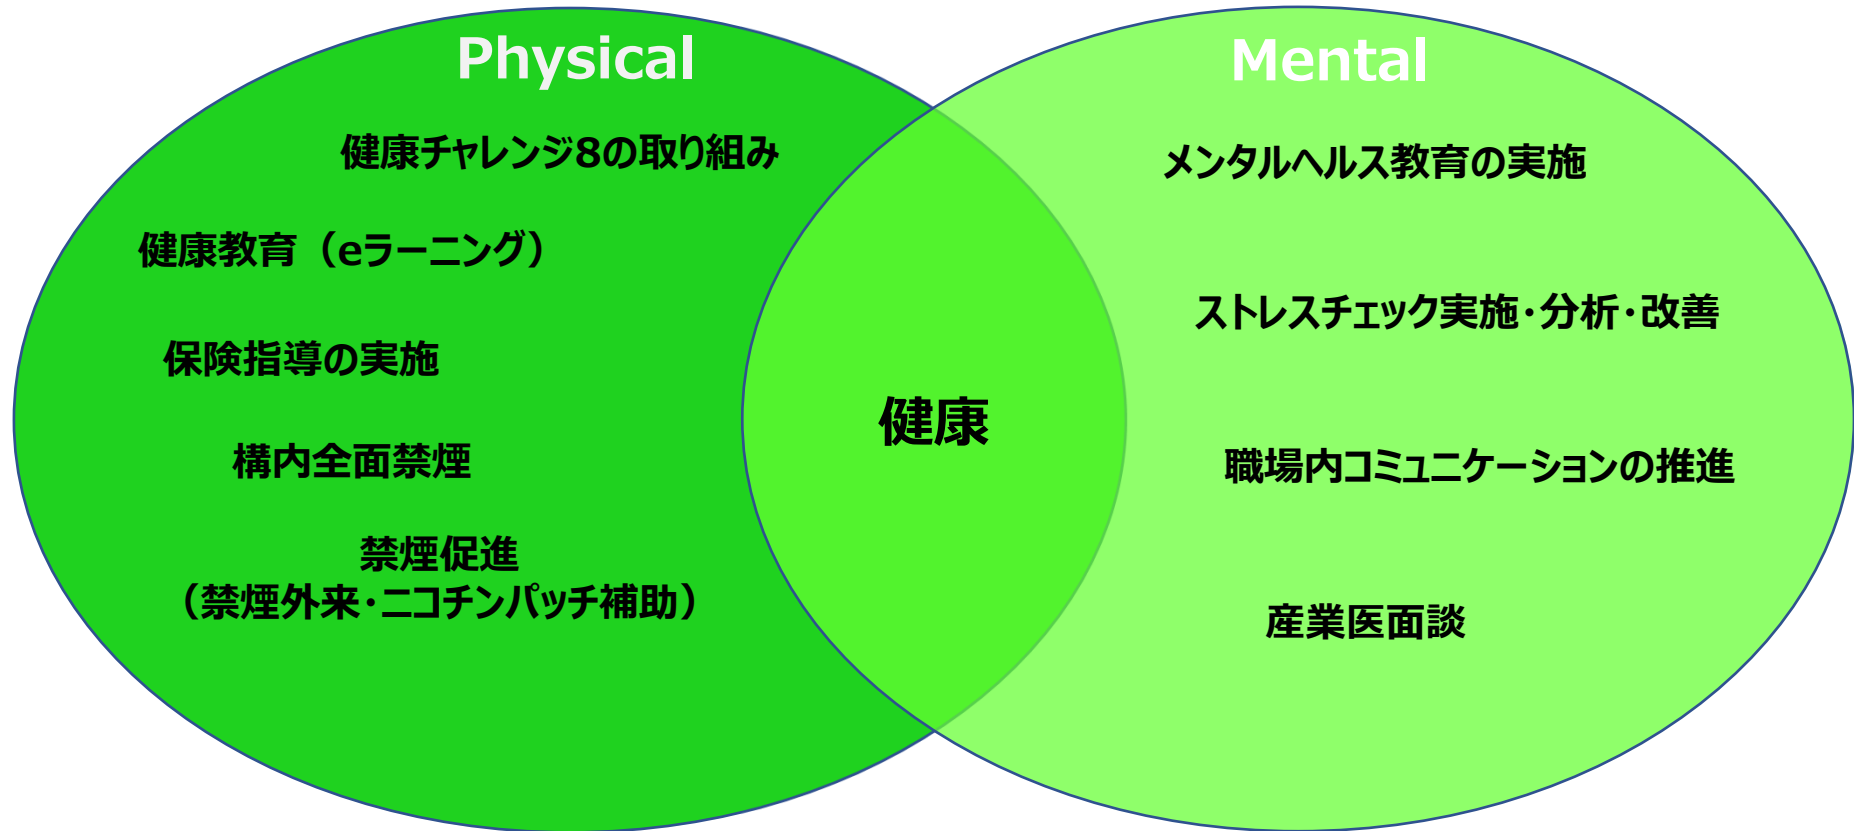 Physical
健康チャレンジ8の取り組み
健康教育（eラーニング）
保険指導の実施
構内全面禁煙
禁煙促進
（禁煙外来・ニコチンパッチ補助）
健康
Mental
メンタルヘルス教育の実施
ストレスチェック実施・分析・改善
職場内コミュニケーションの推進
産業医面談